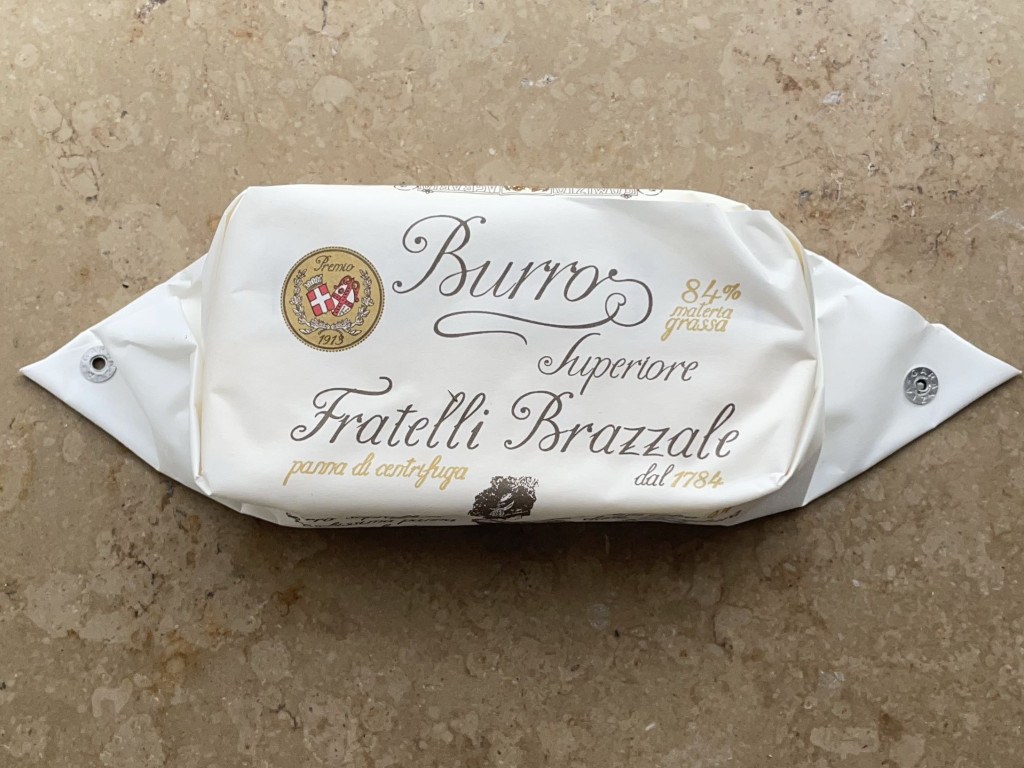 Premio
1913
Burro
84%
materia
grassa
Superiore
Fratelli Brazzale
panna di centrifuga
dal 1784